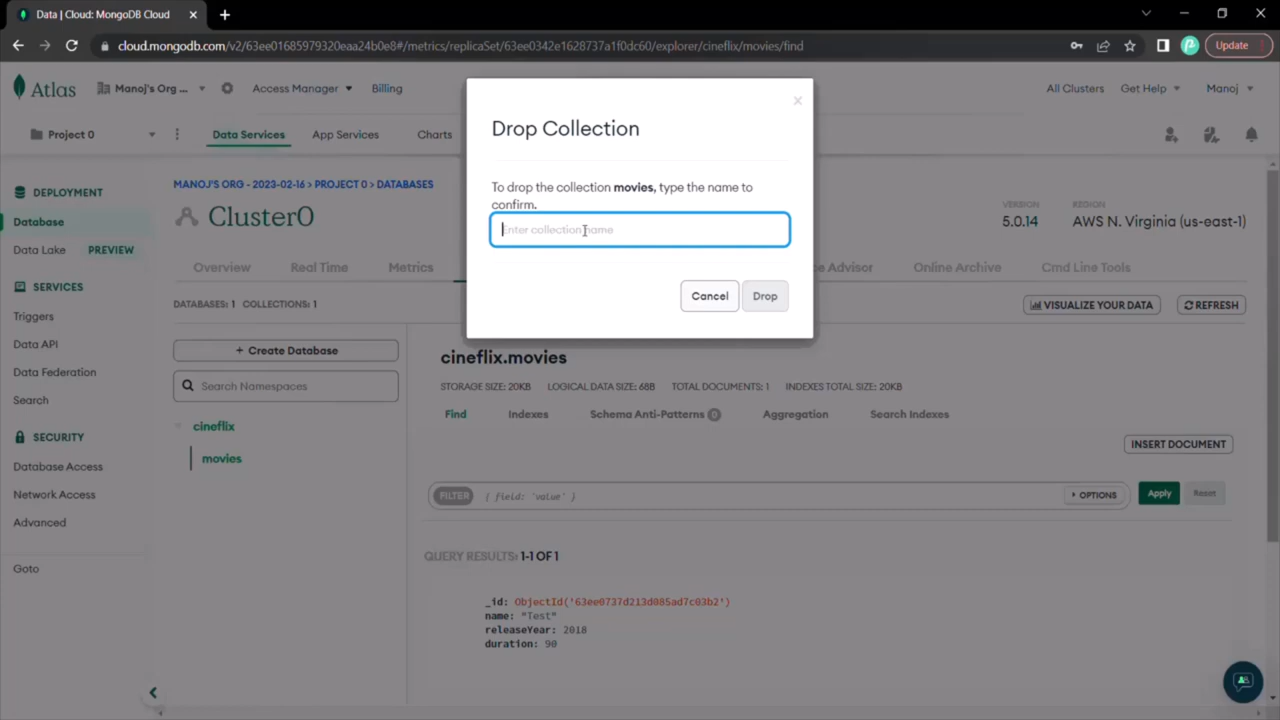 Data | Cloud: MongoDB Cloud
cloud.mongodb.com/v2/63ee01685979320eaa24b0e8#/metrics/replicaSet/63ee0342e1628737a1f0dc60/explorer/cineflix/movies/find
Update
Atlas
Manoj's Org ...
Access Manager
Billing
All Clusters
Get Help
Manoj
Project 0
Data Services
App Services
Charts
Drop Collection
To drop the collection movies, type the name to
confirm.
Enter collection name
Cancel
Drop
DEPLOYMENT
Database
Data Lake
PREVIEW
SERVICES
Triggers
Data API
Data Federation
Search
SECURITY
Database Access
Network Access
Advanced
Goto
MANOJ'S ORG - 2023-02-16 > PROJECT 0 > DATABASES
Cluster0
VERSION
5.0.14
REGION
AWS N. Virginia (us-east-1)
Overview
Real Time
Metrics
e Advisor
Online Archive
Cmd Line Tools
DATABASES: 1 COLLECTIONS: 1
VISUALIZE YOUR DATA
REFRESH
+ Create Database
Search Namespaces
cineflix
movies
cineflix.movies
STORAGE SIZE: 20KB LOGICAL DATA SIZE: 68B TOTAL DOCUMENTS: 1 INDEXES TOTAL SIZE: 20KB
Find
Indexes
Schema Anti-Patterns 0
Aggregation
Search Indexes
INSERT DOCUMENT
FILTER { field: 'value' }
OPTIONS
Apply
Reset
QUERY RESULTS: 1-1 OF 1
_id: ObjectId('63ee0737d213d085ad7c03b2')
name: "Test"
releaseYear: 2018
duration: 90